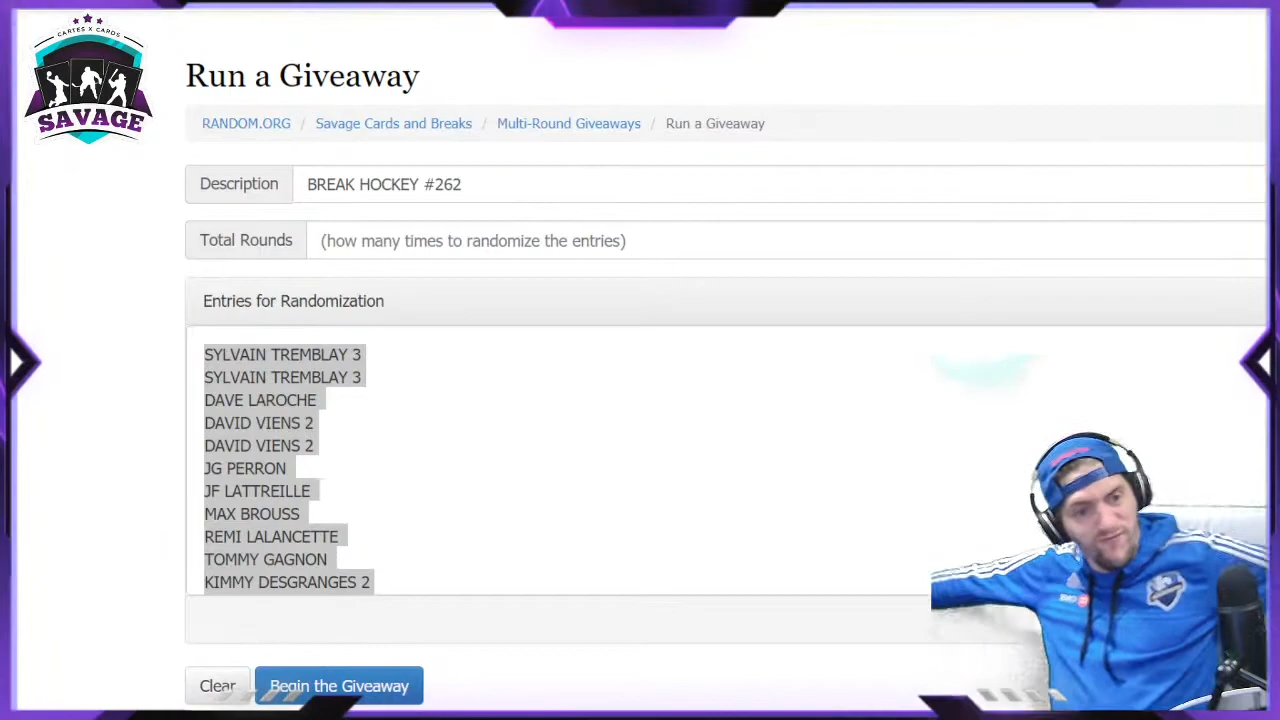 CARTES X CARDS
SAVAGE
Run a Giveaway
RANDOM.ORG / Savage Cards and Breaks / Multi-Round Giveaways / Run a Giveaway
Description BREAK HOCKEY #262
Total Rounds (how many times to randomize the entries)
Entries for Randomization
SYLVAIN TREMBLAY 3
SYLVAIN TREMBLAY 3
DAVE LAROCHE
DAVID VIENS 2
DAVID VIENS 2
JG PERRON
JF LATTREILLE
MAX BROUSS
REMI LALANCETTE
TOMMY GAGNON
KIMMY DESGRANGES 2
Clear Begin the Giveaway